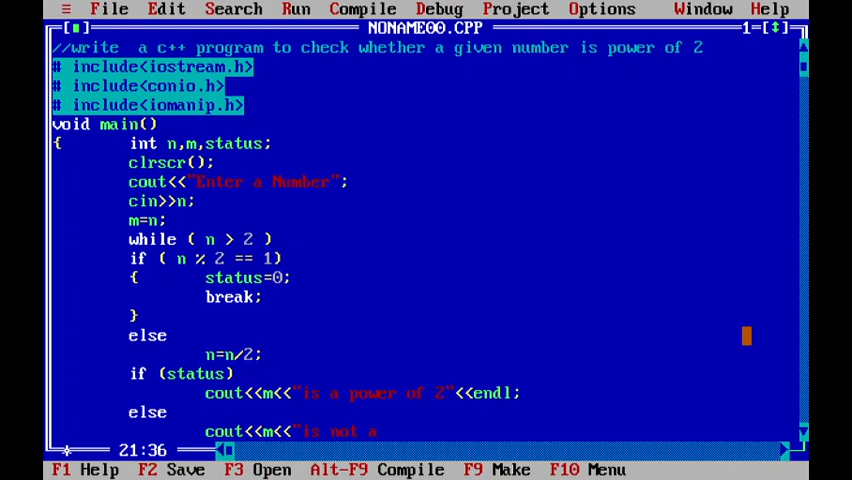 ≡ File Edit Search Run Compile Debug Project Options Window Help
[■] NONAME00.CPP 1=[↕]
//write a c++ program to check whether a given number is power of 2
# include<iostream.h>
# include<conio.h>
# include<iomanip.h>
void main()
{ int n,m,status;
clrscr();
cout<<"Enter a Number";
cin>>n;
m=n;
while ( n > 2 )
if ( n % 2 == 1)
{ status=0;
break;
}
else
n=n/2;
if (status)
cout<<m<<"is a power of 2"<<endl;
else
cout<<m<<"is not a
21:36
F1 Help F2 Save F3 Open Alt-F9 Compile F9 Make F10 Menu